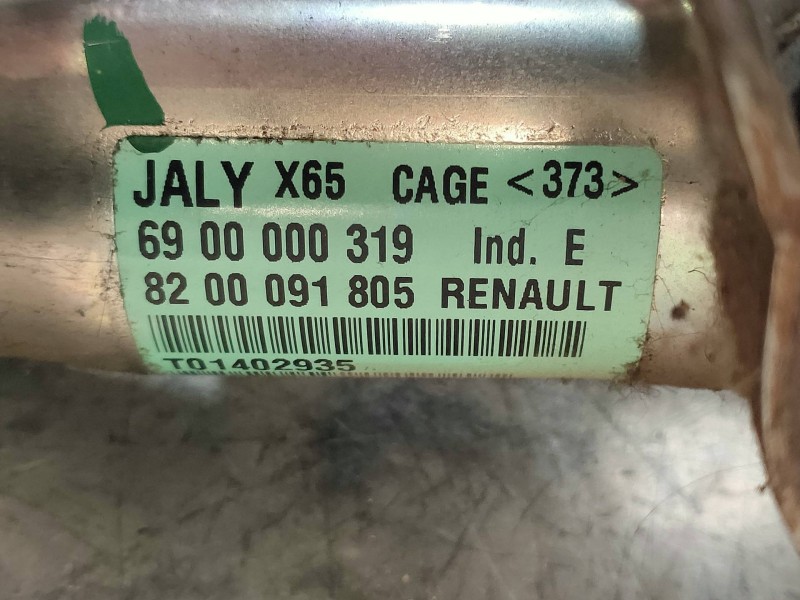 JALY X65 CAGE <373>
69 00 000 319 Ind. E
82 00 091 805 RENAULT
T01402935